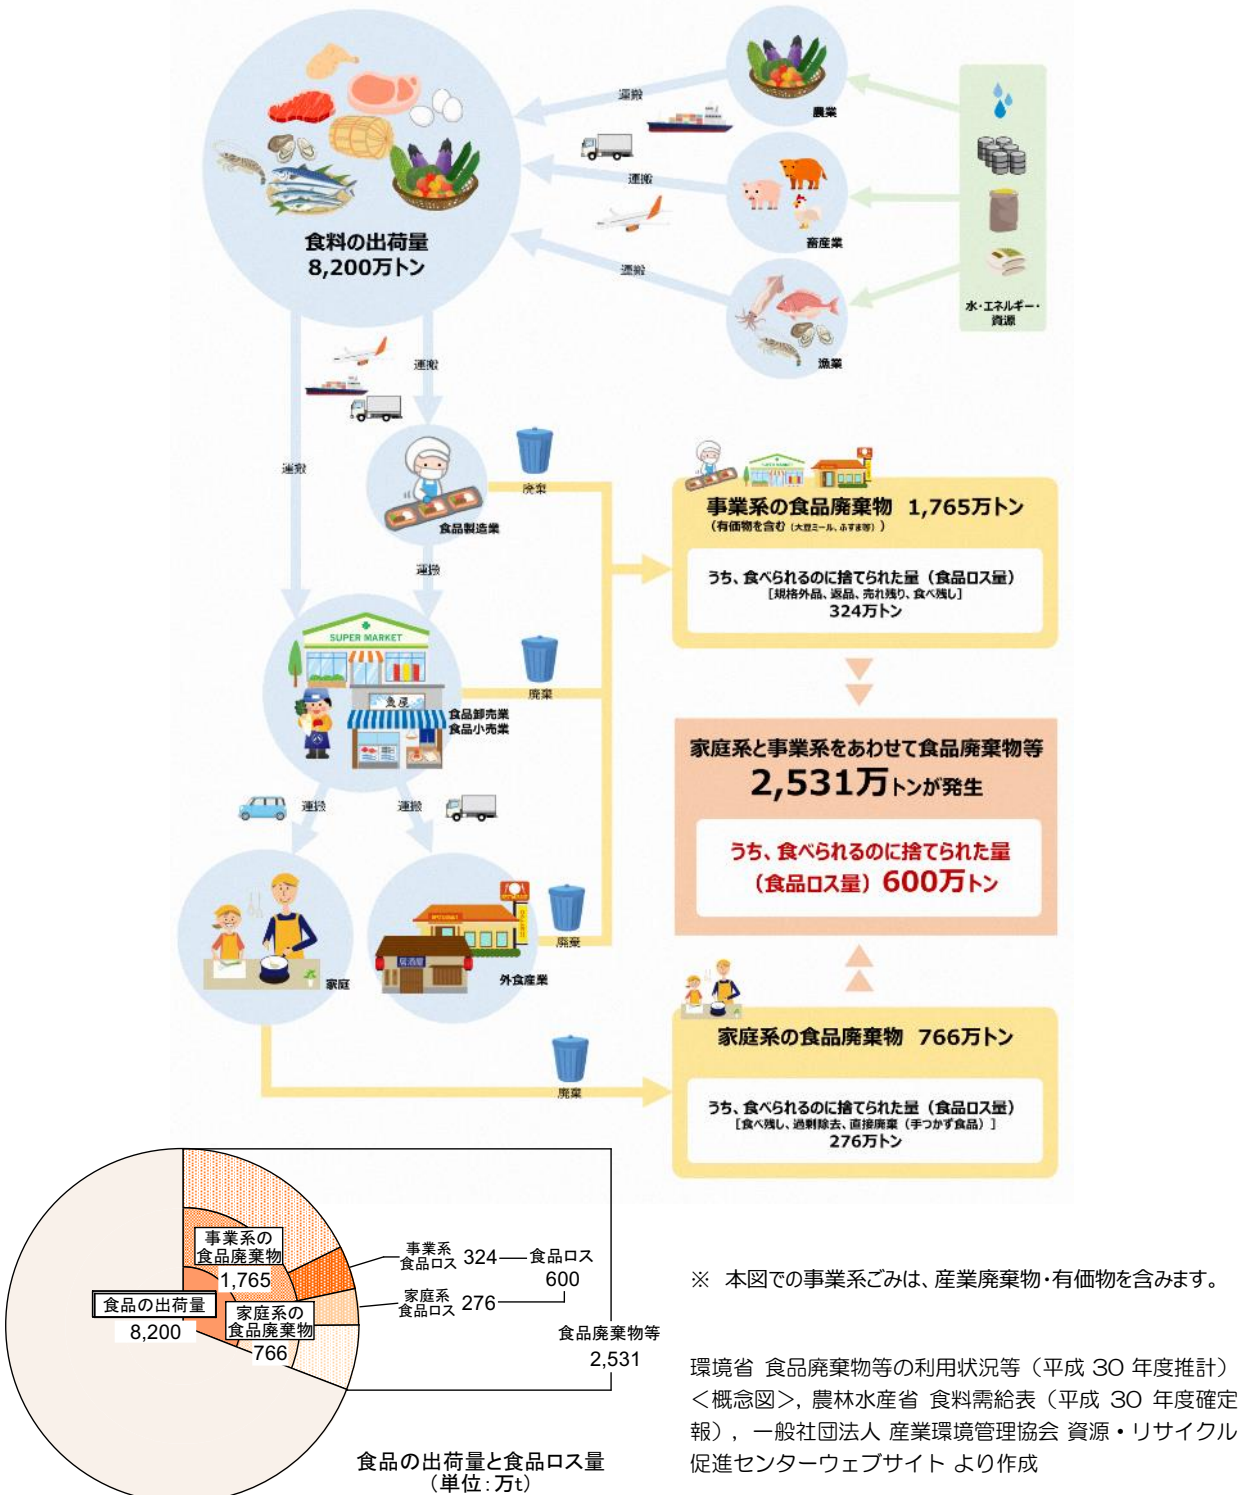 運搬
農業
運搬
運搬
畜産業
食料の出荷量
8,200万トン
漁業
水・エネルギー・
資源
運搬
運搬
廃棄
食品製造業
事業系の食品廃棄物 1,765万トン
（有価物を含む（大豆ミール、ふすま等））
うち、食べられるのに捨てられた量（食品ロス量）
［規格外品、返品、売れ残り、食べ残し］
324万トン
運搬
SUPER MARKET
SUPER MARKET
魚屋
廃棄
食品卸売業
食品小売業
家庭系と事業系をあわせて食品廃棄物等
2,531万トンが発生
うち、食べられるのに捨てられた量
（食品ロス量）600万トン
運搬
運搬
廃棄
居酒屋
家庭
外食産業
家庭系の食品廃棄物 766万トン
廃棄
うち、食べられるのに捨てられた量（食品ロス量）
［食べ残し、過剰除去、直接廃棄（手つかず食品）］
276万トン
事業系の
食品廃棄物
1,765
事業系
食品ロス 324
食品ロス
600
家庭系
食品ロス 276
食品の出荷量
8,200
家庭系の
食品廃棄物
766
食品廃棄物等
2,531
食品の出荷量と食品ロス量
（単位：万t）
※ 本図での事業系ごみは、産業廃棄物・有価物を含みます。
環境省 食品廃棄物等の利用状況等（平成 30 年度推計）
＜概念図＞，農林水産省 食料需給表（平成 30 年度確定
報），一般社団法人 産業環境管理協会 資源・リサイクル
促進センターウェブサイト より作成